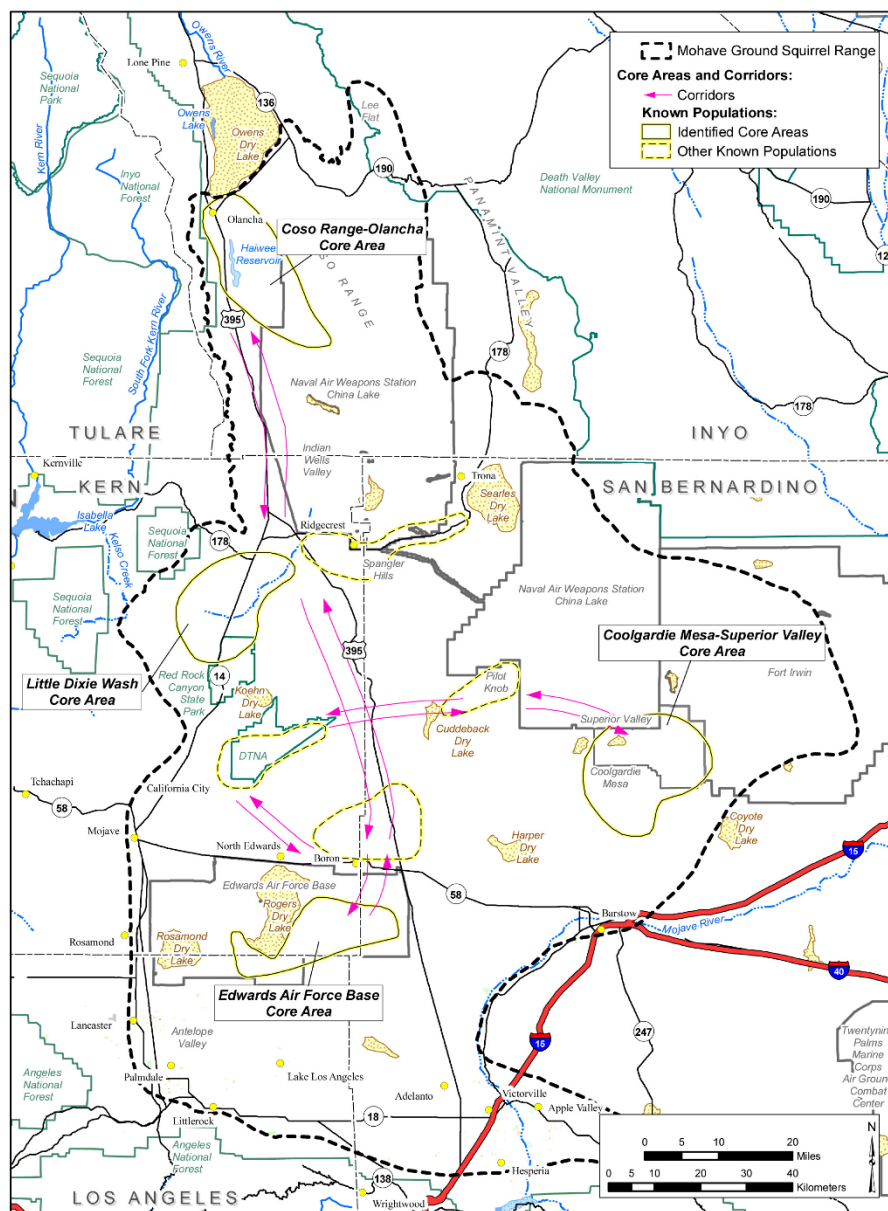 Mohave Ground Squirrel Range
Core Areas and Corridors:
Corridors
Known Populations:
Identified Core Areas
Other Known Populations
Owens River
Lone Pine
Sequoia
National
Park
136
Lee
Flat
Owens
Lake
Owens
Dry
Lake
Kern River
190
Inyo
National
Forest
Death Valley
National Monument
190
PANAMINT VALLEY
Olancha
Coso Range-Olancha
Core Area
Haiwee
Reservoir
SO RANGE
12
395
South Fork Kern River
Sequoia
National
Forest
178
Naval Air Weapons Station
China Lake
178
TULARE
INYO
Indian
Wells
Valley
Kernville
Trona
N
KERN
SAN BERNARDINO
Searles
Dry
Lake
Isabella
Lake
Kelso Creek
Sequoia
National
Forest
178
Ridgecrest
Spangler
Hills
Naval Air Weapons Station
China Lake
Sequoia
National
Forest
Coolgardie Mesa-Superior Valley
Core Area
395
Little Dixie Wash
Core Area
Red Rock
Canyon
State
Park
14
Pilot
Knob
Fort Irwin
Koehn
Dry
Lake
Cuddeback
Dry
Lake
Superior Valley
DTNA
Coolgardie
Mesa
Tchachapi
California City
58
Mojave
North Edwards
Boron
Harper
Dry
Lake
Coyote
Dry
Lake
15
Edwards Air Force Base
58
Rogers
Dry
Lake
Barstow
Mojave River
Rosamond
Rosamond
Dry
Lake
40
Edwards Air Force Base
Core Area
Lancaster
Antelope
Valley
15
247
Twentynine
Palms
Marine
Corps
Air Ground
Combat
Center
Angeles
National
Forest
Palmdale
Lake Los Angeles
Adelanto
Victorville
Apple Valley
Littlerock
18
Angeles
National
Forest
Hesperia
138
LOS ANGELES
Wrightwood
N
0 5 10 20
Miles
0 5 10 20 30 40
Kilometers